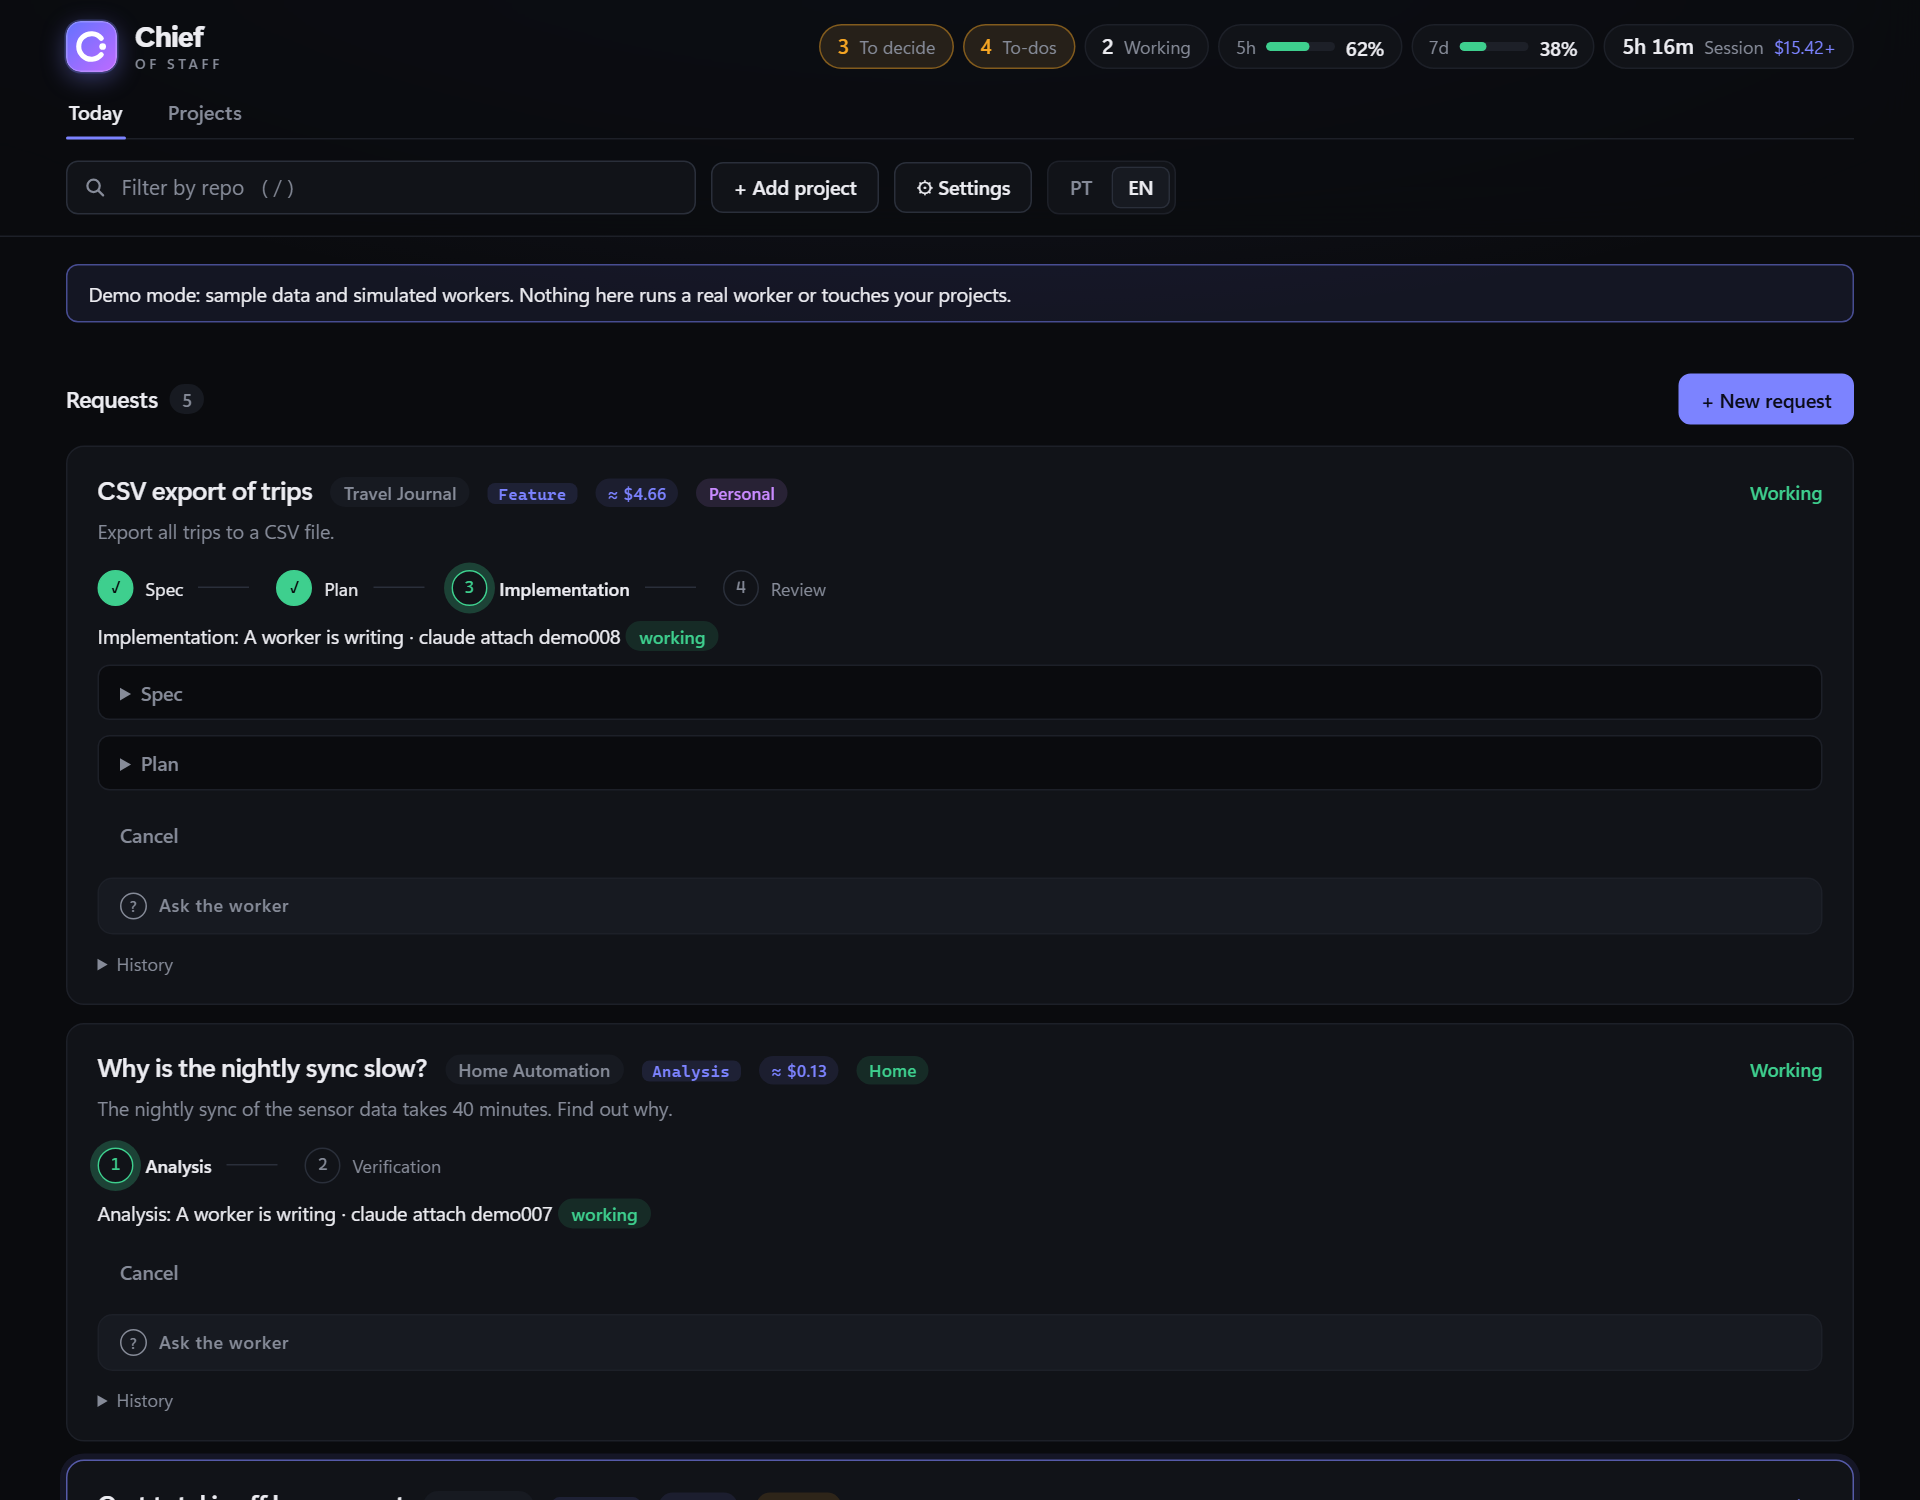 Chief
OF STAFF
3 To decide
4 To-dos
2 Working
5h 62%
7d 38%
5h 16m Session $15.42+
Today Projects
Filter by repo ( / )
+ Add project
Settings
PT EN
Demo mode: sample data and simulated workers. Nothing here runs a real worker or touches your projects.
Requests 5
+ New request
CSV export of trips Travel Journal Feature ≈ $4.66 Personal Working
Export all trips to a CSV file.
✓ Spec ✓ Plan 3 Implementation 4 Review
Implementation: A worker is writing · claude attach demo008 working
▶ Spec
▶ Plan
Cancel
? Ask the worker
▶ History
Why is the nightly sync slow? Home Automation Analysis ≈ $0.13 Home Working
The nightly sync of the sensor data takes 40 minutes. Find out why.
1 Analysis 2 Verification
Analysis: A worker is writing · claude attach demo007 working
Cancel
? Ask the worker
▶ History